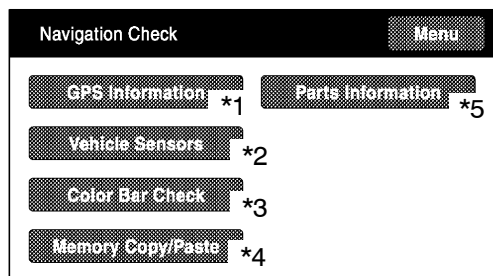 Navigation Check Menu
GPS Information *1 Parts Information *5
Vehicle Sensors *2
Color Bar Check *3
Memory Copy/Paste *4